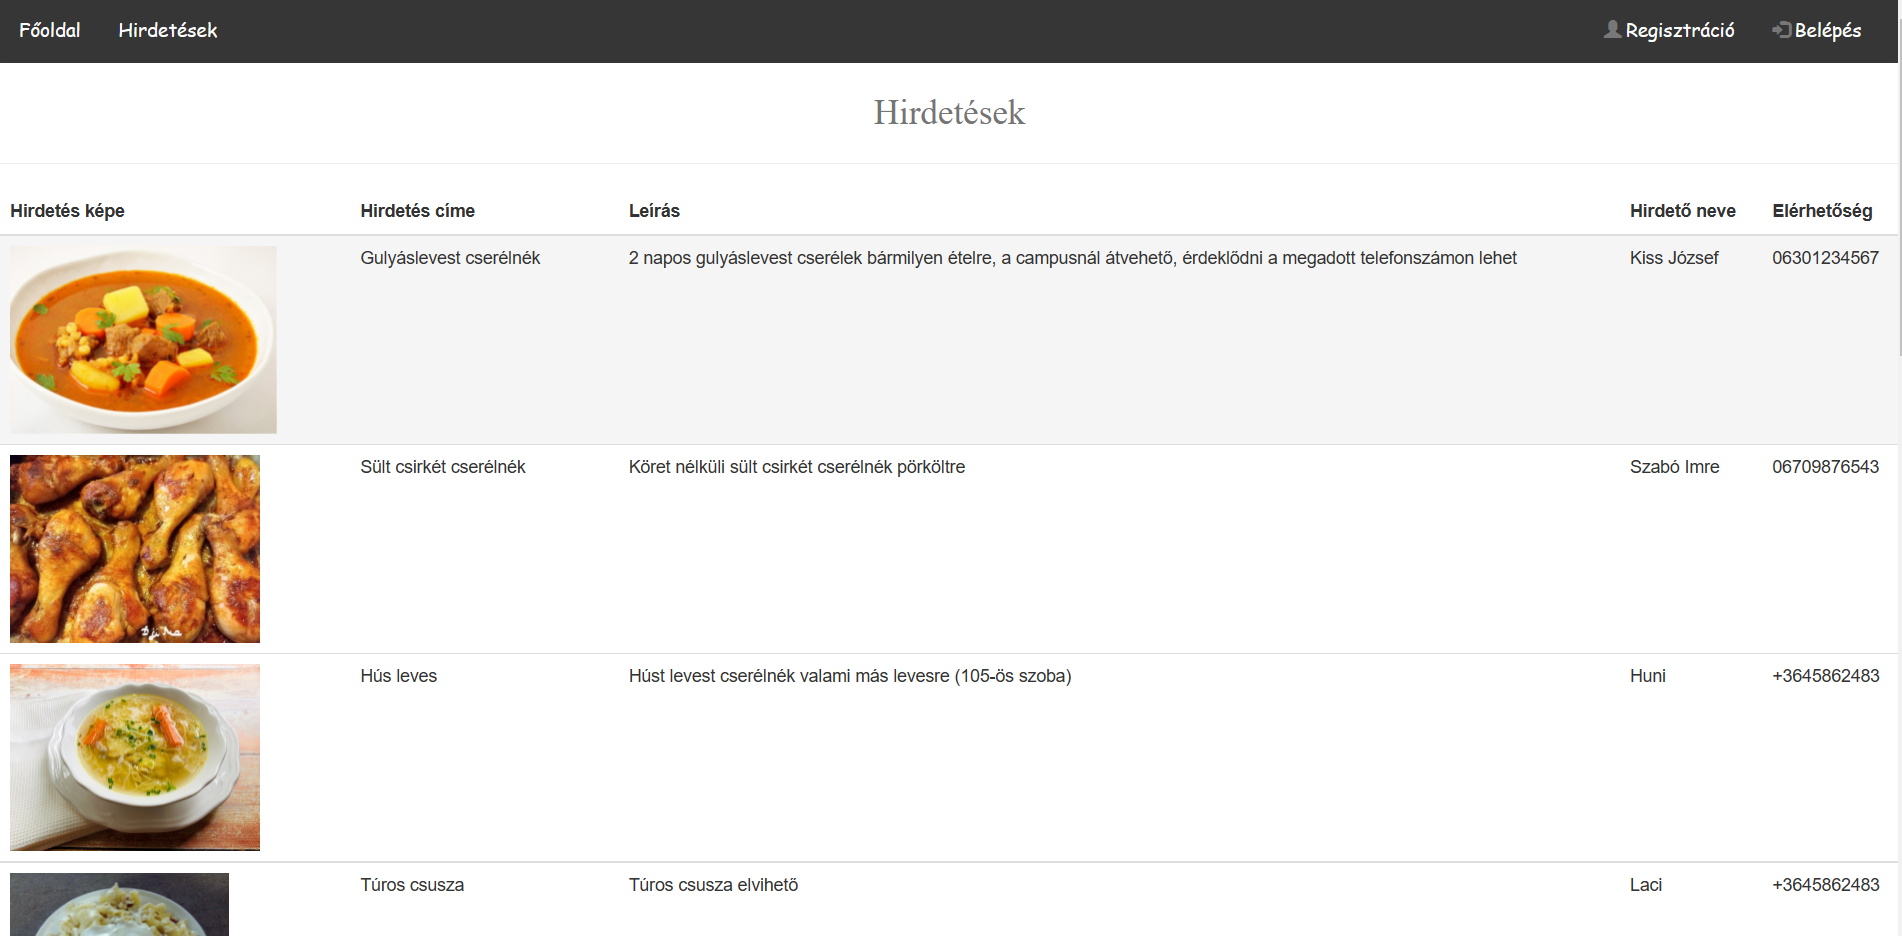 Főoldal Hirdetések Regisztráció Belépés
Hirdetések
Hirdetés képe Hirdetés címe Leírás Hirdető neve Elérhetőség
Gulyáslevest cserélnék 2 napos gulyáslevest cserélek bármilyen ételre, a campusnál átvehető, érdeklődni a megadott telefonszámon lehet Kiss József 06301234567
Sült csirkét cserélnék Köret nélküli sült csirkét cserélnék pörköltre Szabó Imre 06709876543
Hús leves Húst levest cserélnék valami más levesre (105-ös szoba) Huni +3645862483
Túros csusza Túros csusza elvihető Laci +3645862483